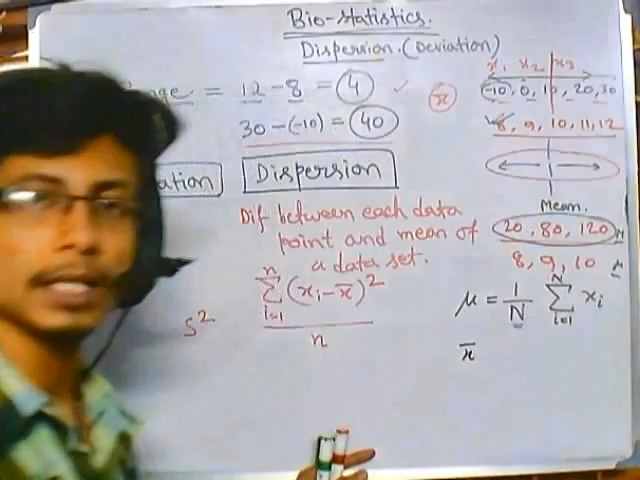 Bio-statistics.
Dispersion. (Deviation)
= 12 - 8 = 4 ✓
30 - (-10) = 40
x̄
x₁ x₂ x₃
-10, 0, 10, 20, 30
8, 9, 10, 11, 12
Mean.
ation
Dispersion
Dif between each data
point and mean of
a data set.
20, 80, 120
8, 9, 10 μ
s² ∑ⁿᵢ₌₁ (xᵢ - x̄)² / n
μ = 1/N ∑ᴺᵢ₌₁ xᵢ
x̄